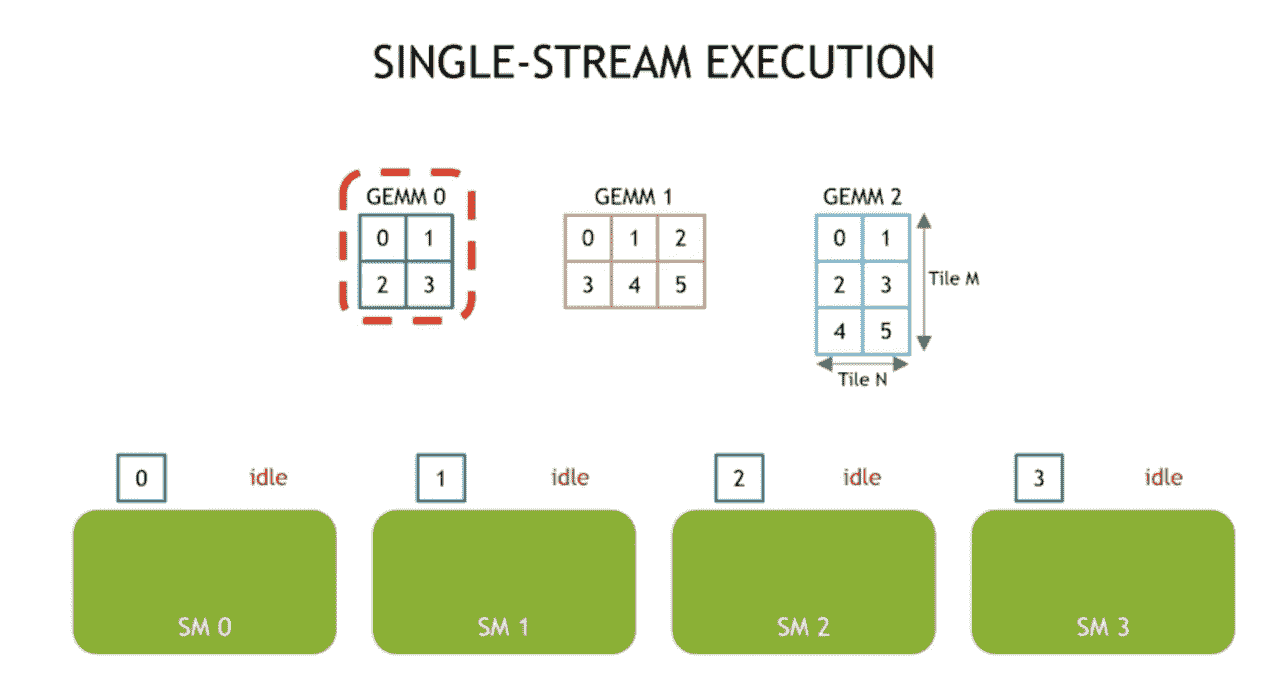 SINGLE-STREAM EXECUTION
GEMM 0
0 1
2 3
GEMM 1
0 1 2
3 4 5
GEMM 2
0 1
2 3
4 5
Tile M
Tile N
0 idle 1 idle 2 idle 3 idle
SM 0 SM 1 SM 2 SM 3